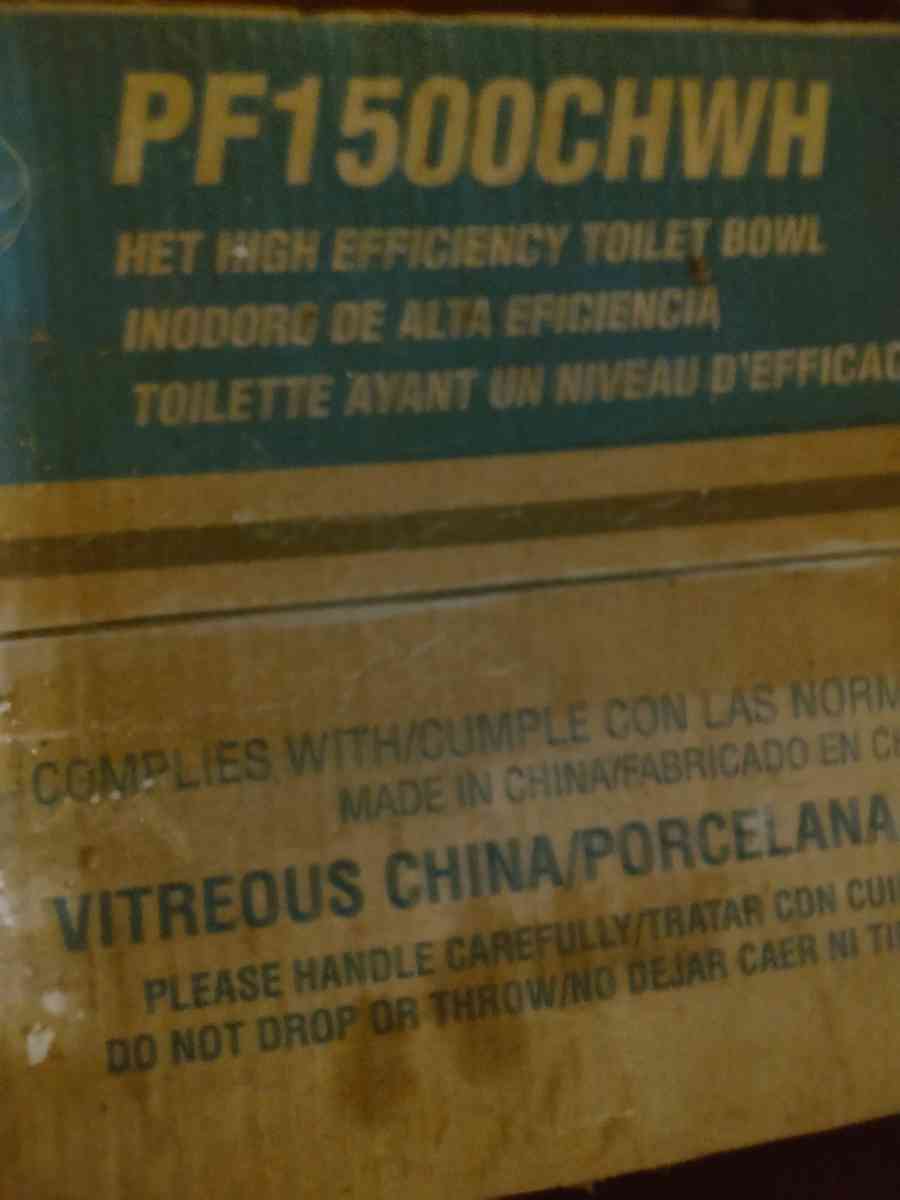 PF1500CHWH
HET HIGH EFFICIENCY TOILET BOWL
INODORO DE ALTA EFICIENCIA
TOILETTE AYANT UN NIVEAU D'EFFICAC
COMPLIES WITH/CUMPLE CON LAS NORM
MADE IN CHINA/FABRICADO EN CH
VITREOUS CHINA/PORCELANA
PLEASE HANDLE CAREFULLY/TRATAR CON CUI
DO NOT DROP OR THROW/NO DEJAR CAER NI TI